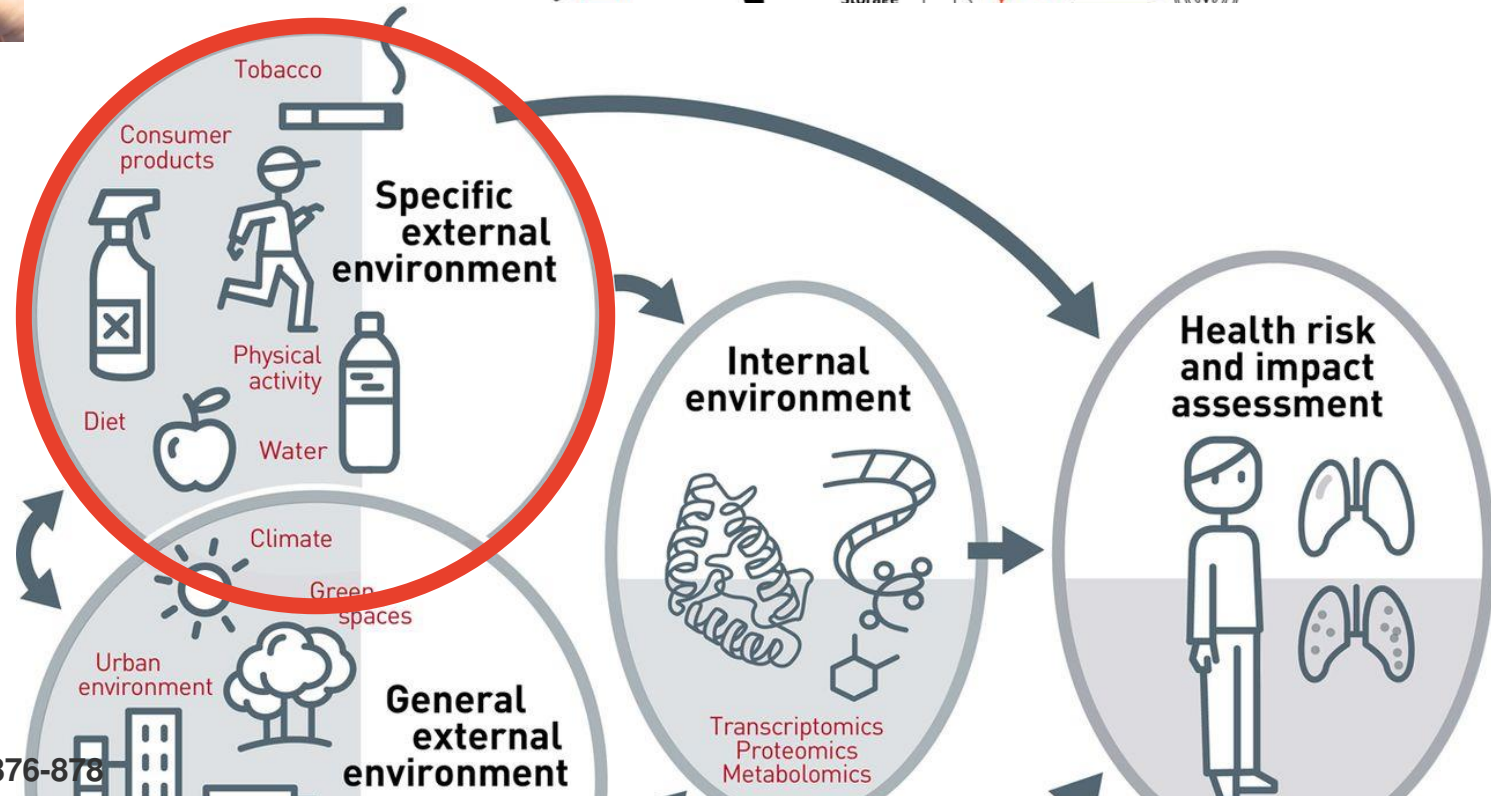 Tobacco
Consumer
products
Specific
external
environment
Physical
activity
Diet
Water
Internal
environment
Health risk
and impact
assessment
Climate
Green
spaces
Urban
environment
General
external
environment
Transcriptomics
Proteomics
Metabolomics
876-878